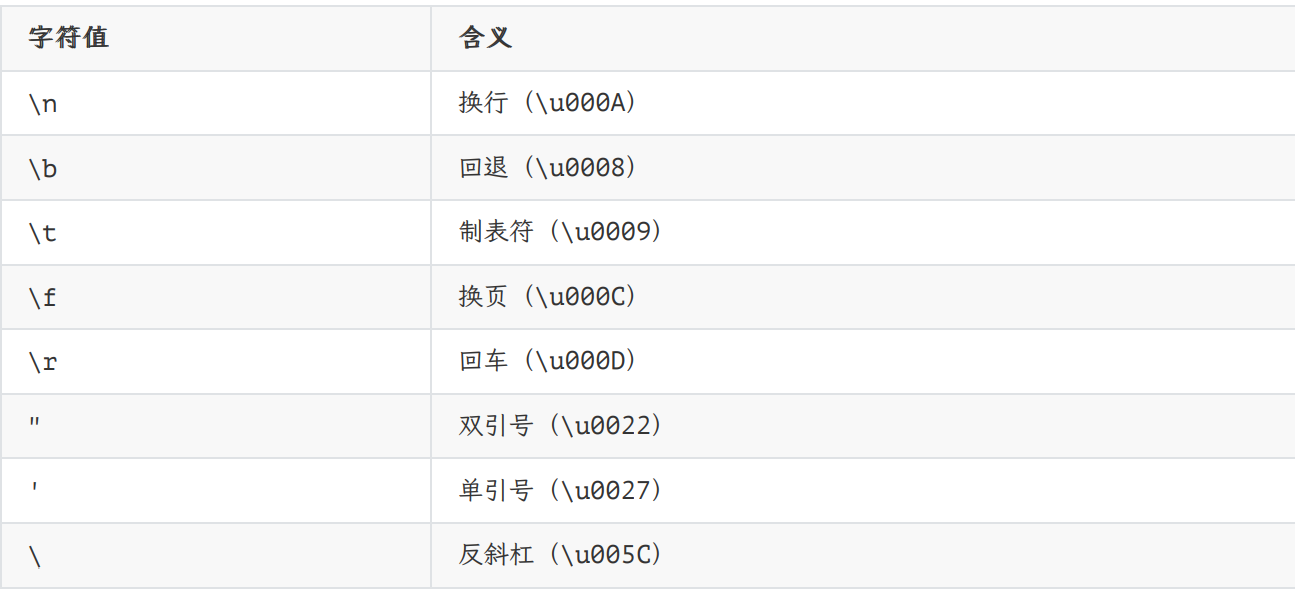 字符值 含义
\n 换行（\u000A）
\b 回退（\u0008）
\t 制表符（\u0009）
\f 换页（\u000C）
\r 回车（\u000D）
" 双引号（\u0022）
' 单引号（\u0027）
\ 反斜杠（\u005C）